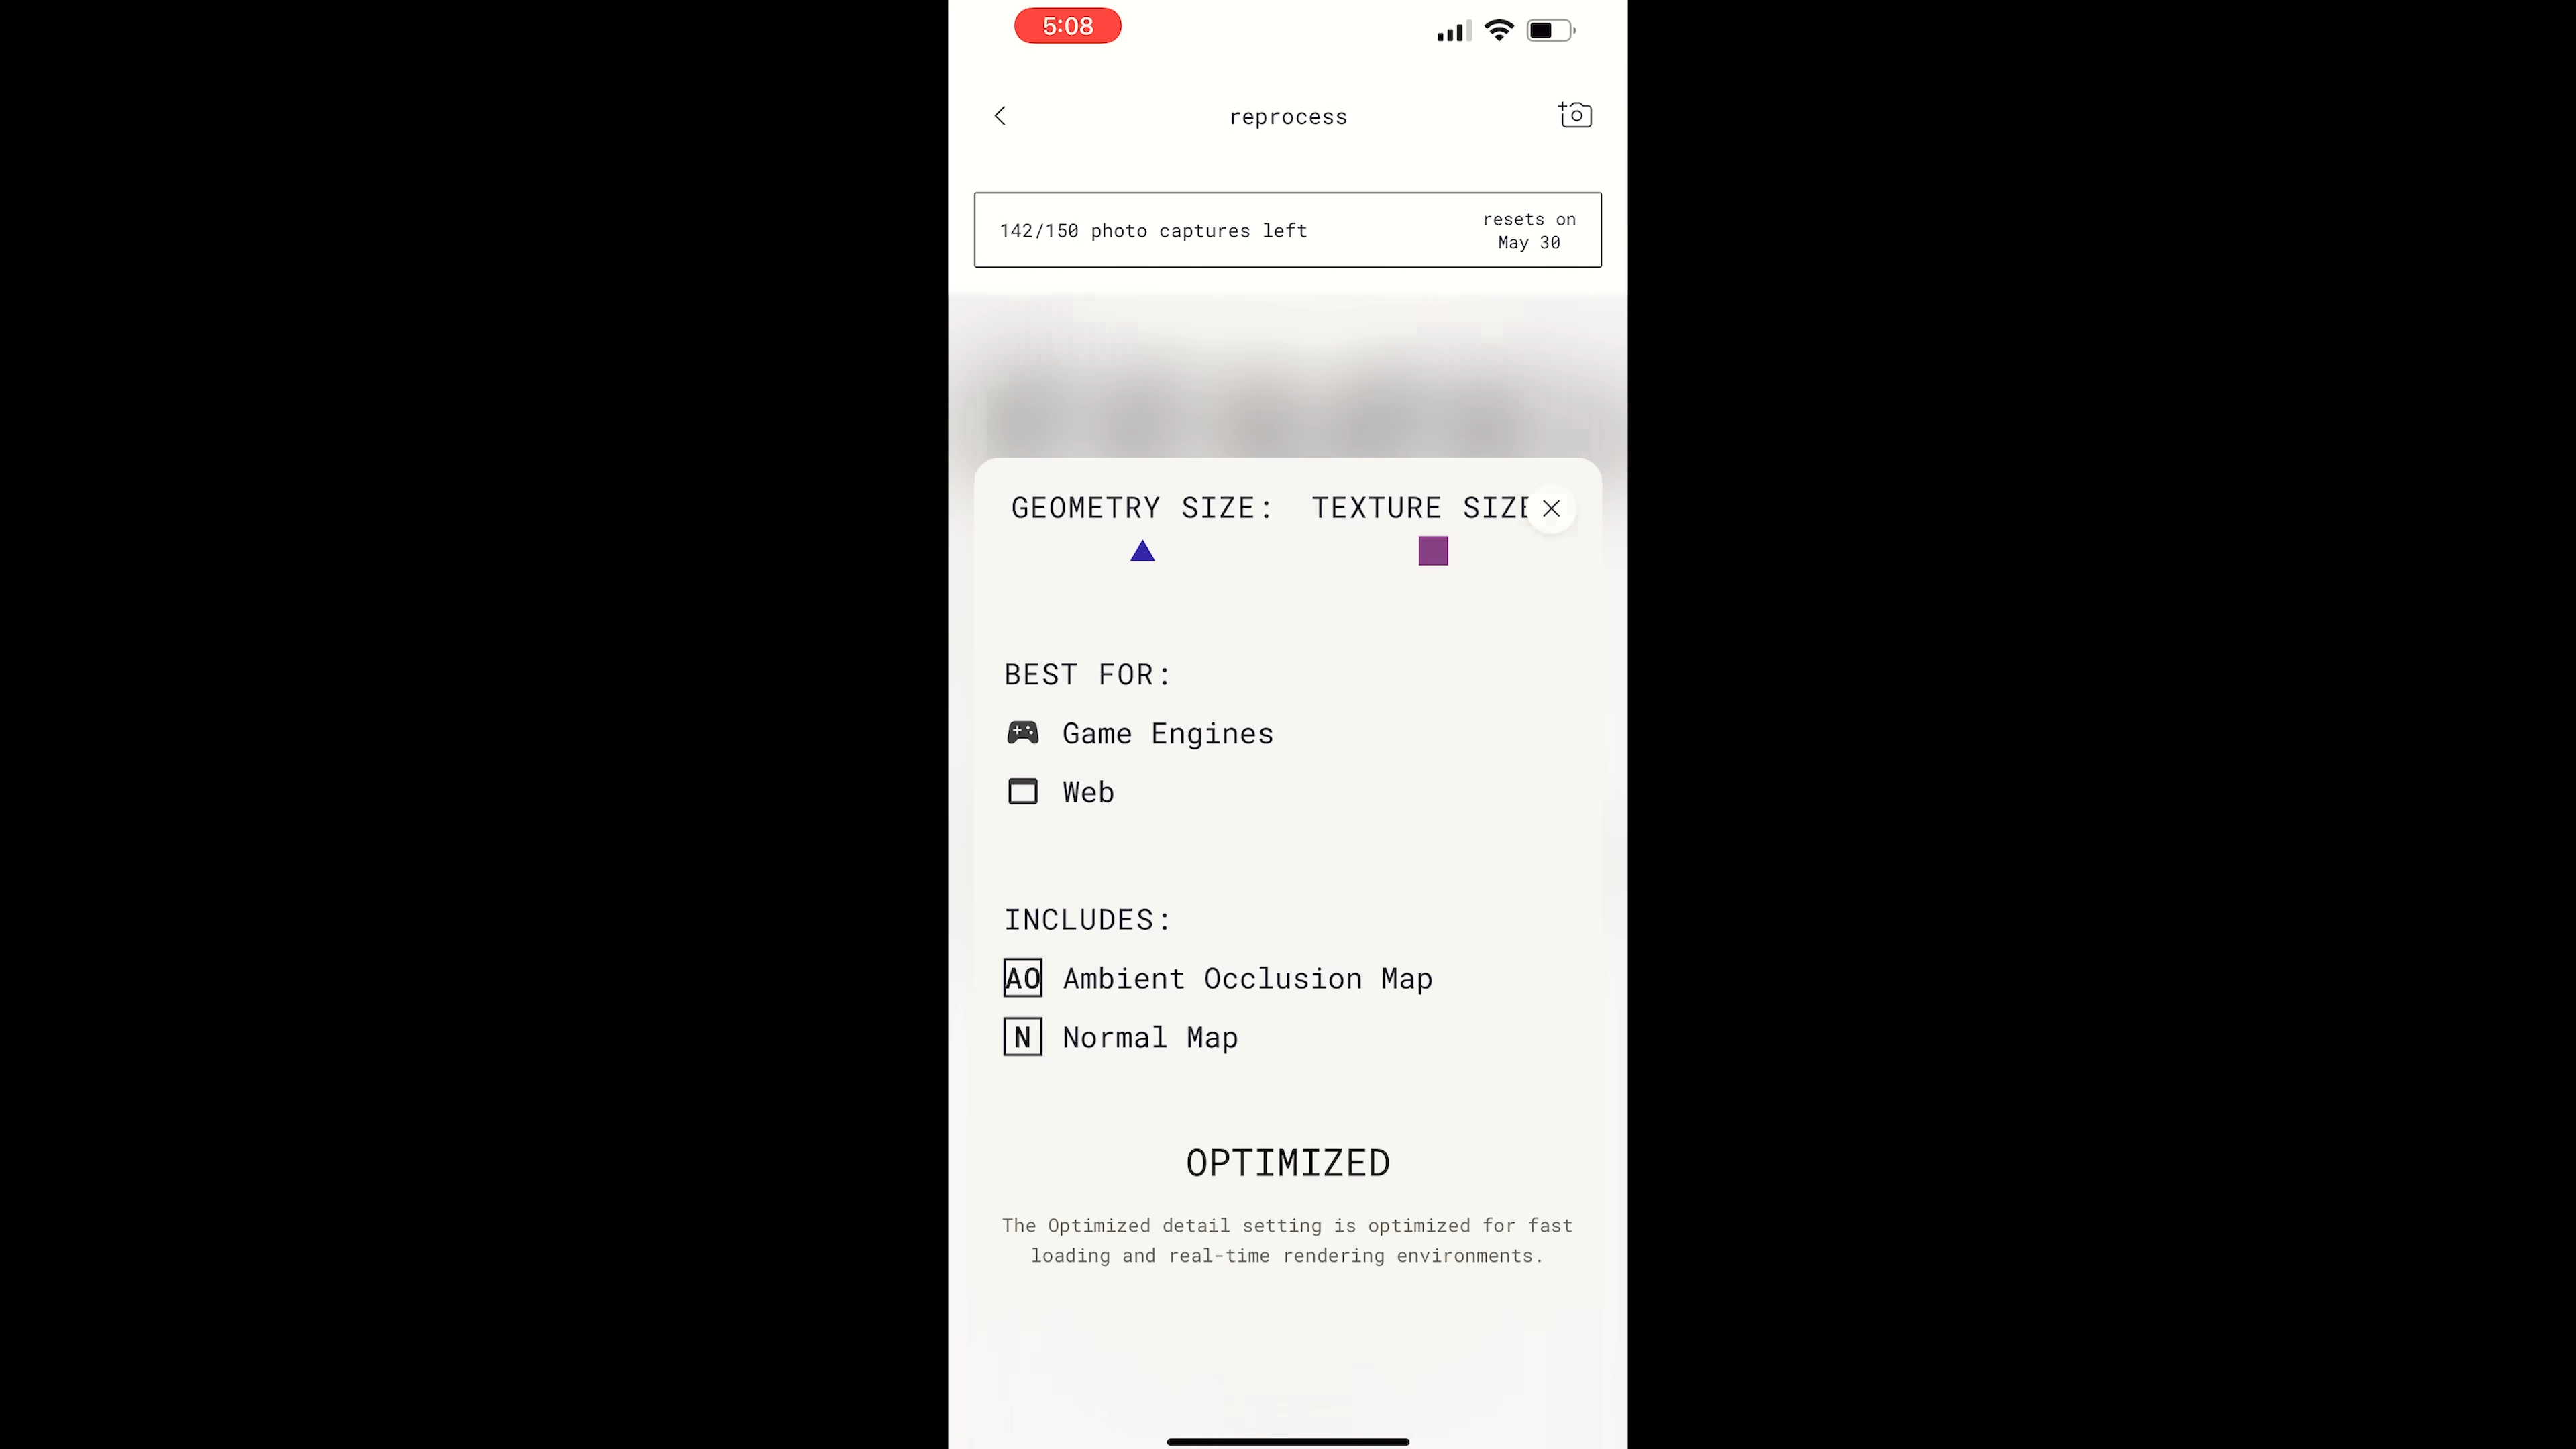 5:08
reprocess
142/150 photo captures left
resets on
May 30
GEOMETRY SIZE:
TEXTURE SIZE
BEST FOR:
Game Engines
Web
INCLUDES:
AO Ambient Occlusion Map
N Normal Map
OPTIMIZED
The Optimized detail setting is optimized for fast
loading and real-time rendering environments.